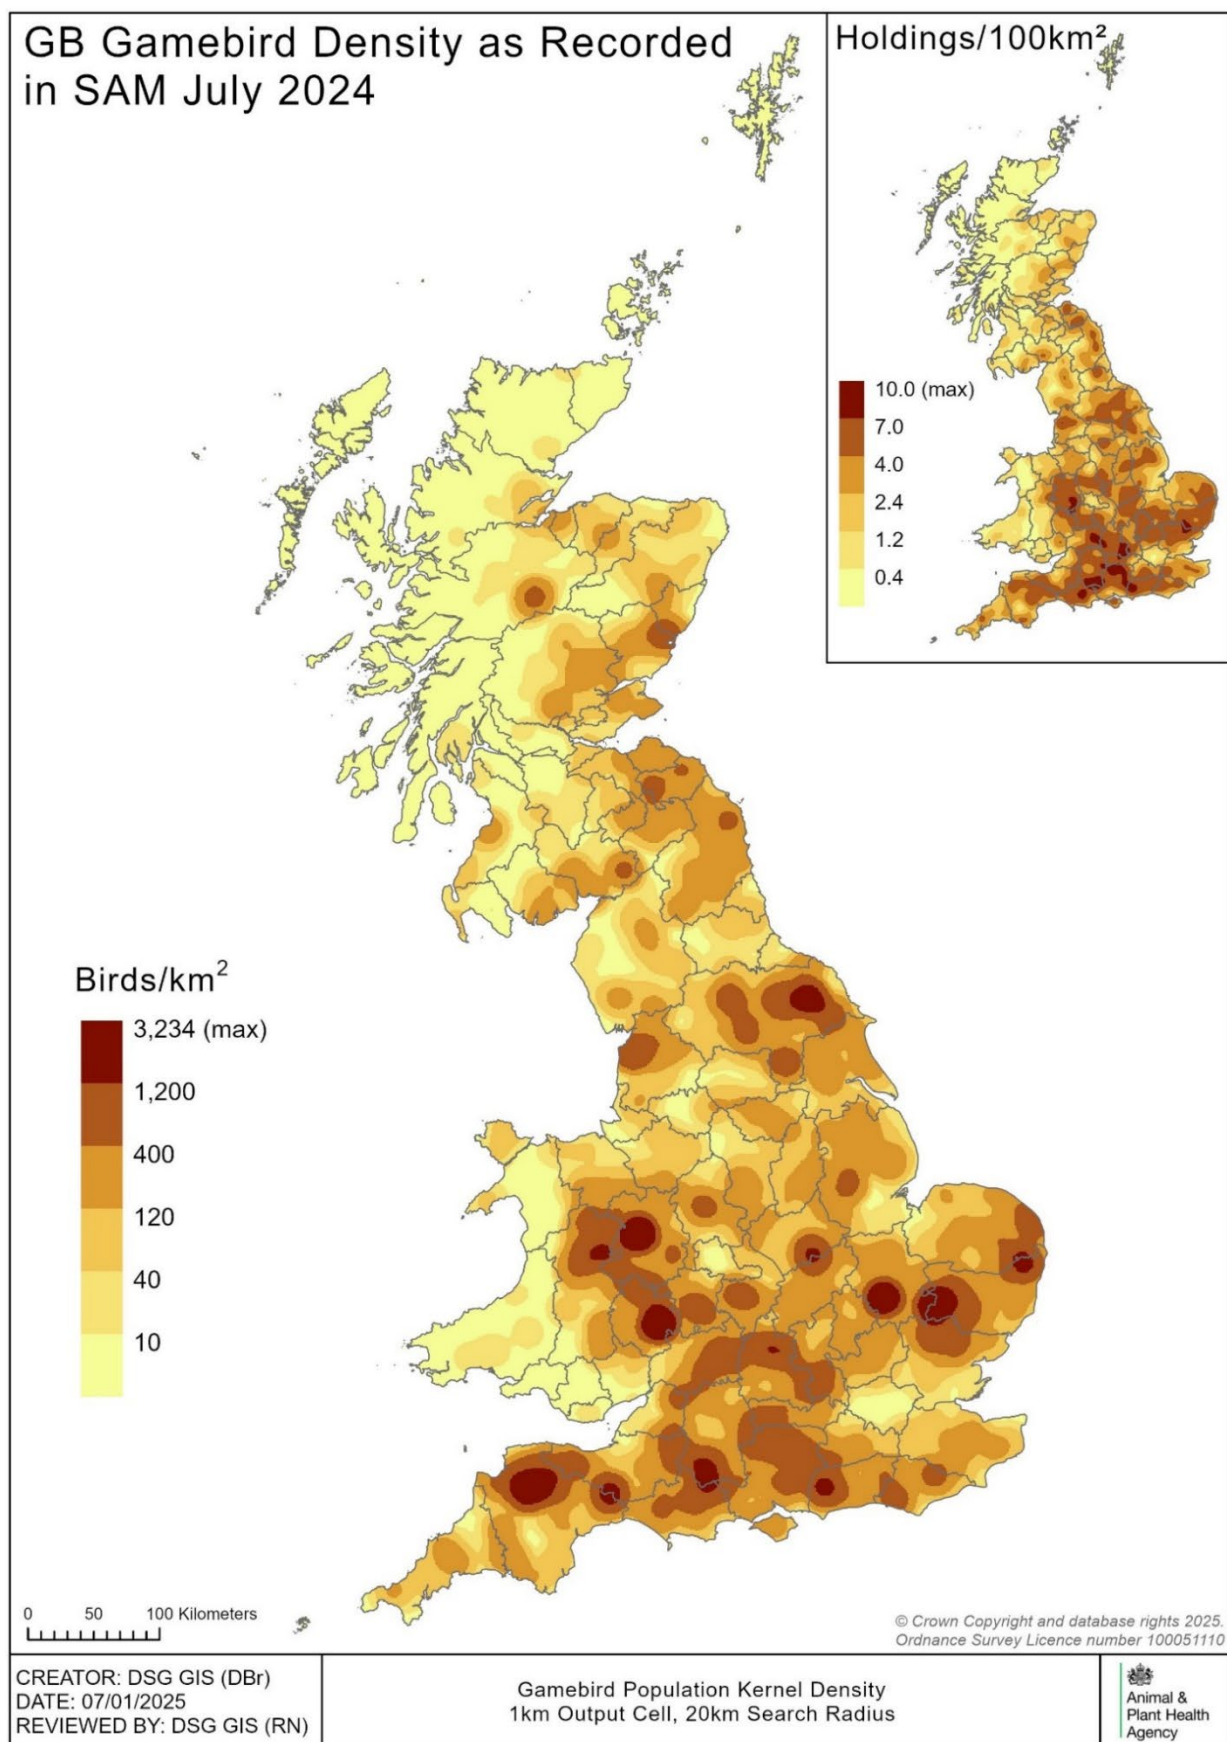 GB Gamebird Density as Recorded
in SAM July 2024
Holdings/100km²
10.0 (max)
7.0
4.0
2.4
1.2
0.4
Birds/km²
3,234 (max)
1,200
400
120
40
10
0 50 100 Kilometers
© Crown Copyright and database rights 2025.
Ordnance Survey Licence number 100051110
CREATOR: DSG GIS (DBr)
DATE: 07/01/2025
REVIEWED BY: DSG GIS (RN)
Gamebird Population Kernel Density
1km Output Cell, 20km Search Radius
Animal &
Plant Health
Agency